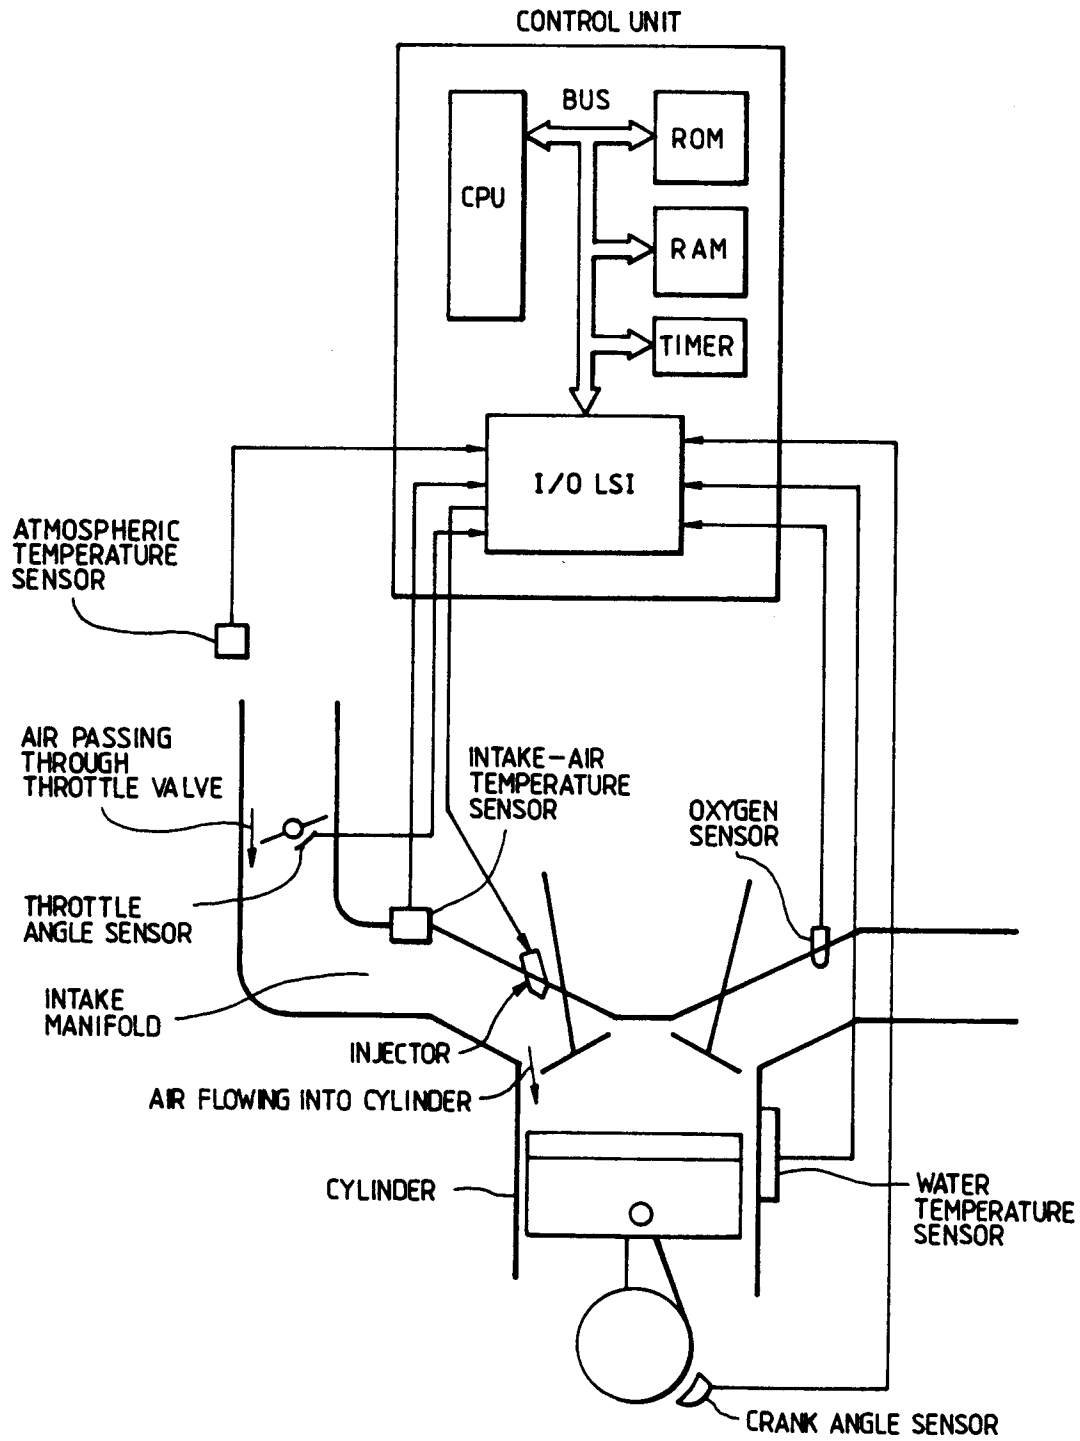 CONTROL UNIT
BUS
CPU
ROM
RAM
TIMER
I/O LSI
ATMOSPHERIC
TEMPERATURE
SENSOR
AIR PASSING
THROUGH
THROTTLE VALVE
INTAKE-AIR
TEMPERATURE
SENSOR
OXYGEN
SENSOR
THROTTLE
ANGLE SENSOR
INTAKE
MANIFOLD
INJECTOR
AIR FLOWING INTO CYLINDER
CYLINDER
WATER
TEMPERATURE
SENSOR
CRANK ANGLE SENSOR